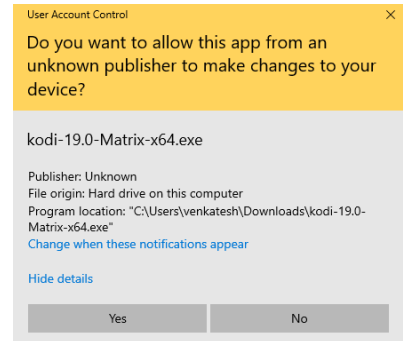 User Account Control
Do you want to allow this app from an
unknown publisher to make changes to your
device?
kodi-19.0-Matrix-x64.exe
Publisher: Unknown
File origin: Hard drive on this computer
Program location: "C:\Users\venkatesh\Downloads\kodi-19.0-
Matrix-x64.exe"
Change when these notifications appear
Hide details
Yes
No